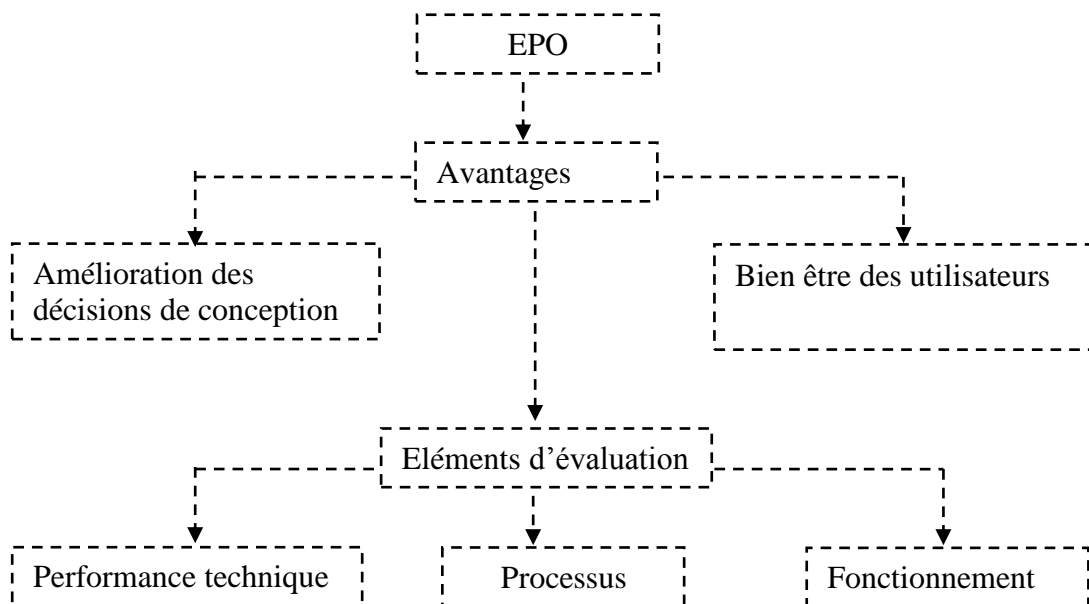 EPO
Avantages
Amélioration des
décisions de conception
Bien être des utilisateurs
Eléments d’évaluation
Performance technique
Processus
Fonctionnement